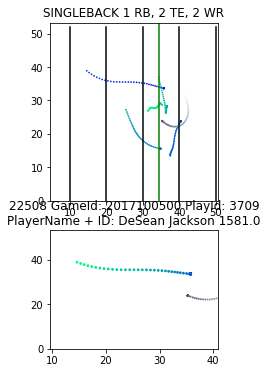 SINGLEBACK 1 RB, 2 TE, 2 WR
50
40
30
20
10
0
10 20 30 40 50
22508 GameId: 2017100500 PlayId: 3709
PlayerName + ID: DeSean Jackson 1581.0
40
20
0
10 20 30 40